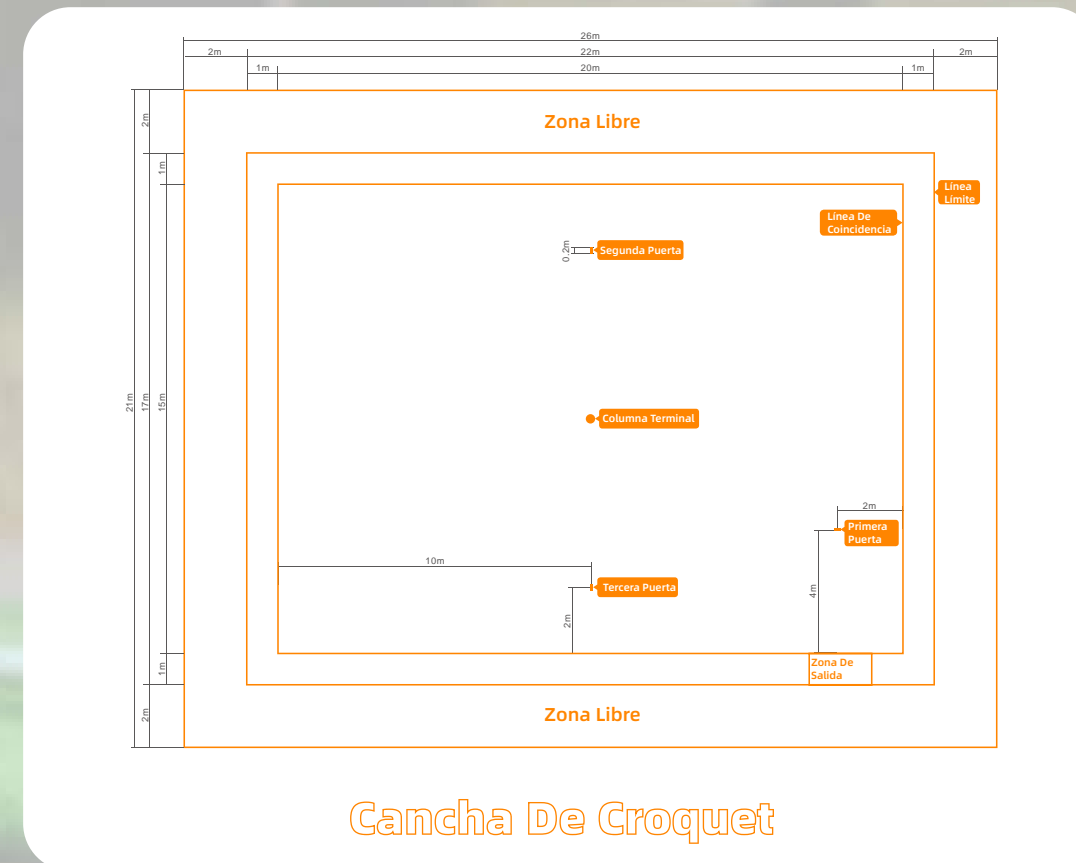 26m
2m
22m
2m
1m
20m
1m
2m
Zona Libre
1m
Línea
Límite
Línea De
Coincidencia
0.2m
Segunda Puerta
21m
17m
15m
Columna Terminal
2m
Primera
Puerta
10m
4m
Tercera Puerta
2m
1m
Zona De
Salida
2m
Zona Libre
Cancha De Croquet